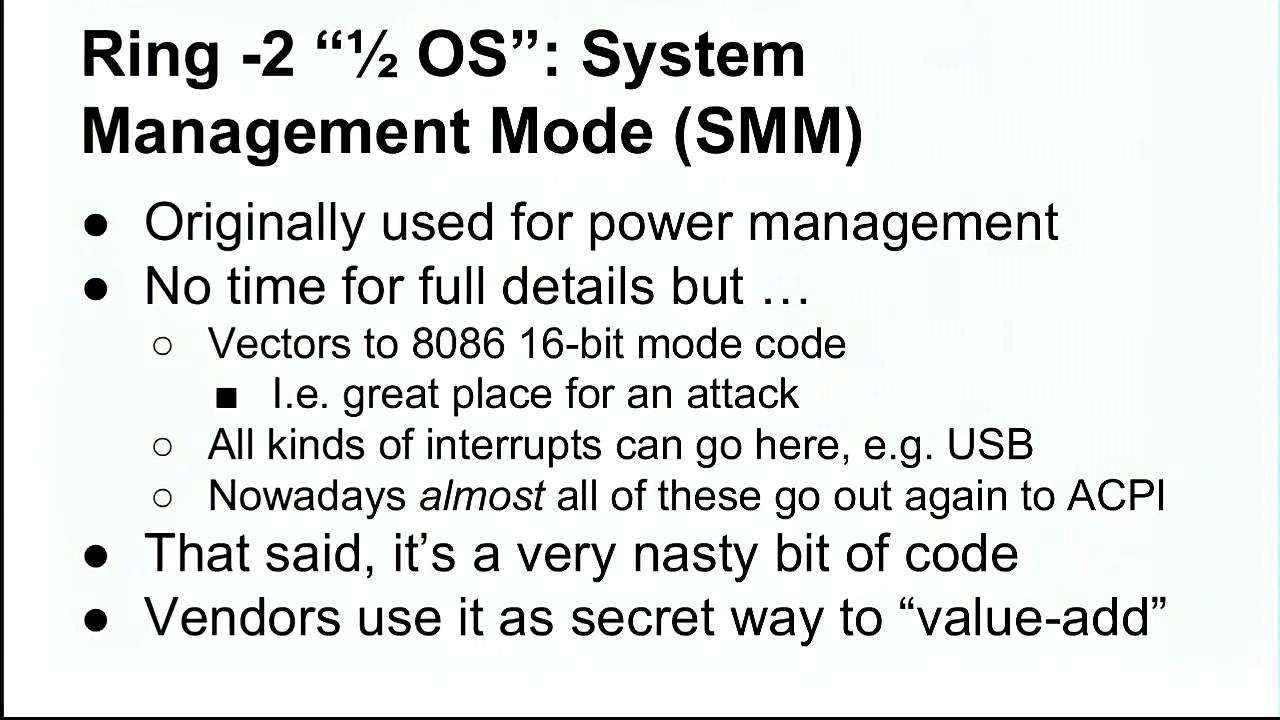 Ring -2 “½ OS”: System
Management Mode (SMM)
● Originally used for power management
● No time for full details but …
○ Vectors to 8086 16-bit mode code
■ I.e. great place for an attack
○ All kinds of interrupts can go here, e.g. USB
○ Nowadays almost all of these go out again to ACPI
● That said, it’s a very nasty bit of code
● Vendors use it as secret way to “value-add”